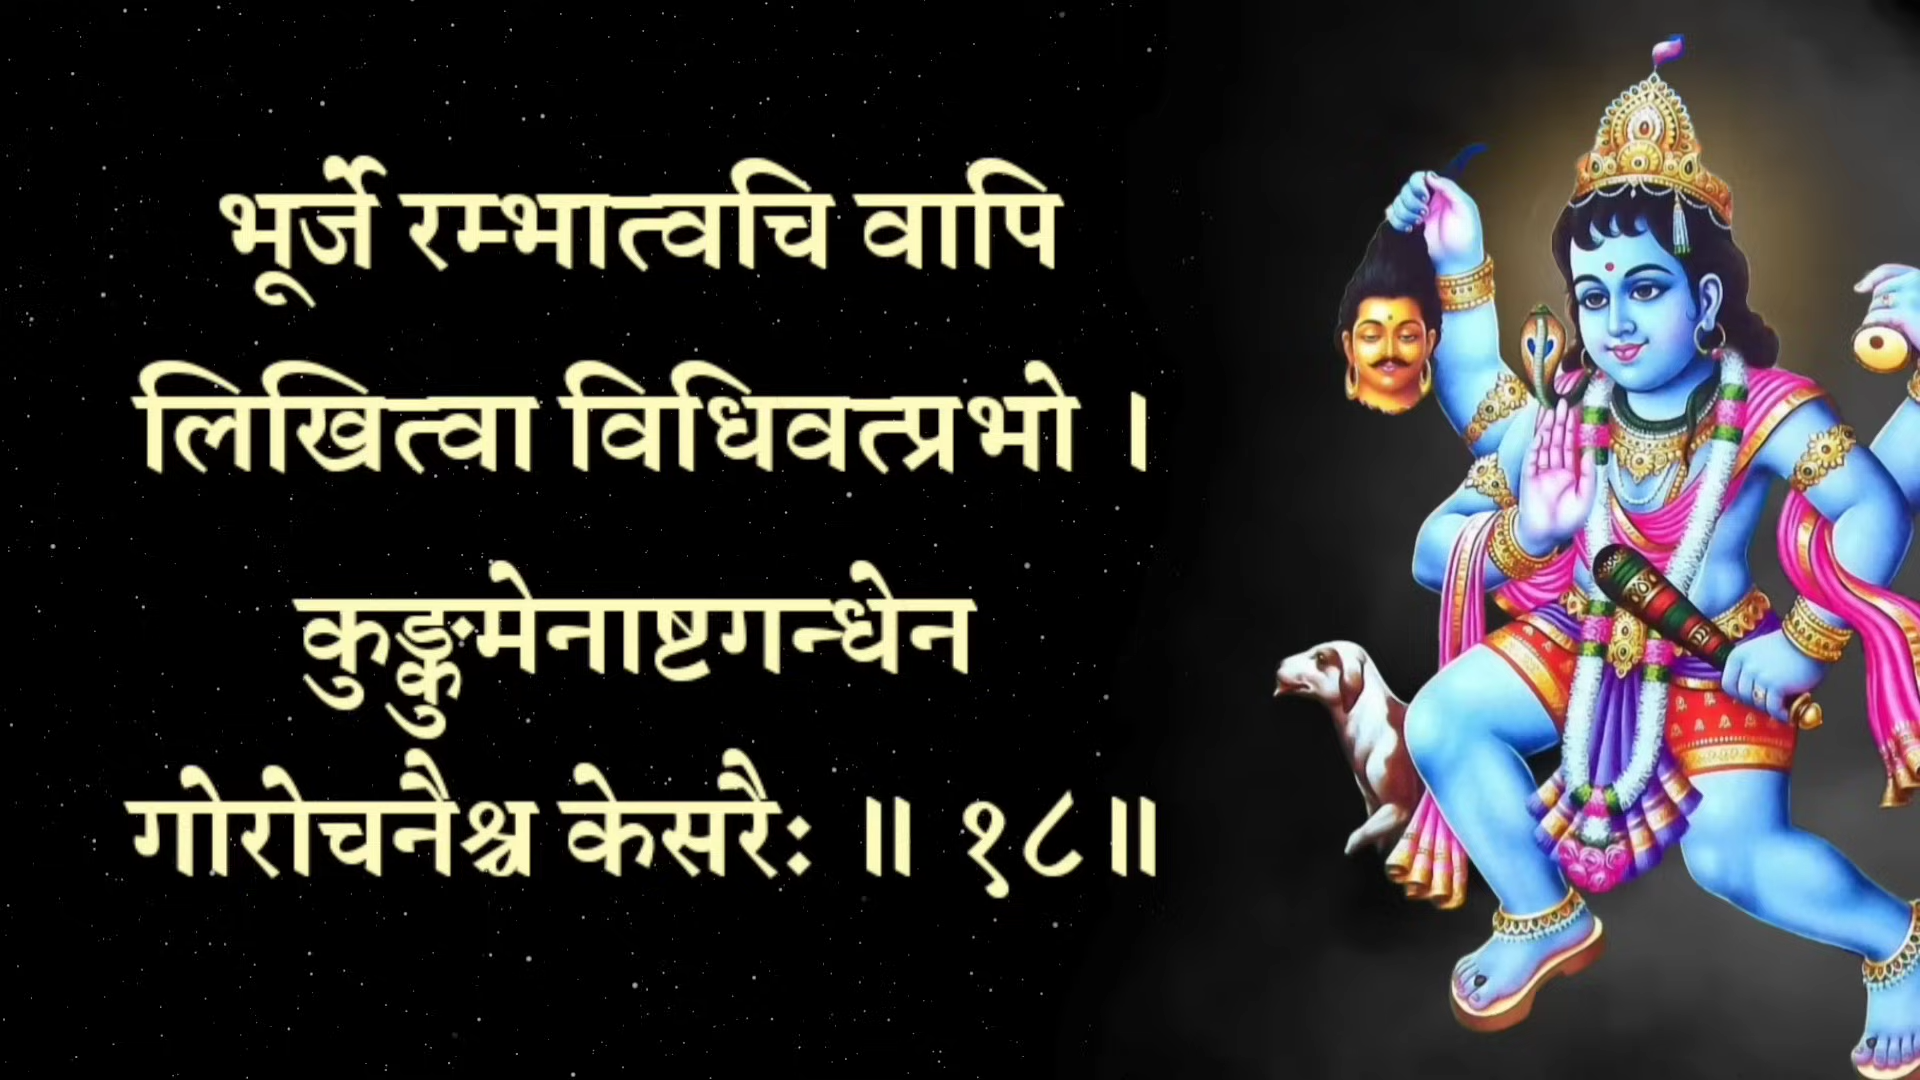 भूर्जे रम्भात्वचि वापि
लिखित्वा विधिवत्प्रभो ।
कुङ्कुमेनाष्टगन्धेन
गोरोचनैश्च केसरैः ॥ १८॥